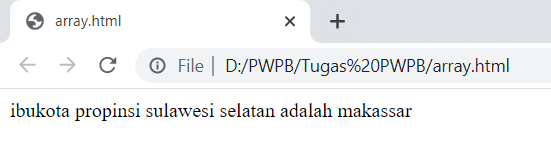 array.html
File | D:/PWPB/Tugas%20PWPB/array.html
ibukota propinsi sulawesi selatan adalah makassar